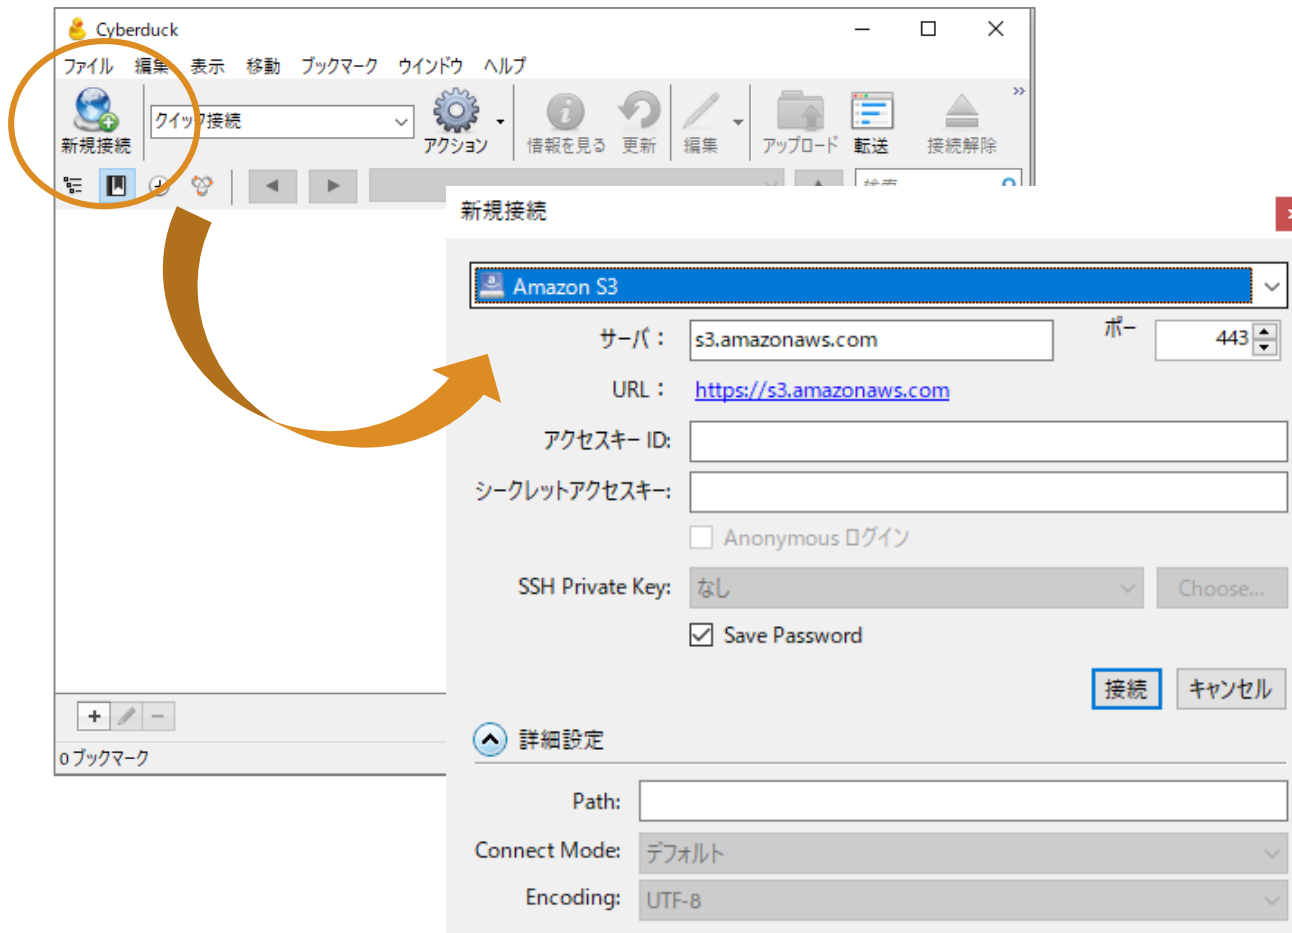 Cyberduck
ファイル 編集 表示 移動 ブックマーク ウインドウ ヘルプ
クイック接続
新規接続 アクション 情報を見る 更新 編集 アップロード 転送 接続解除
検索
新規接続
Amazon S3
サーバ： s3.amazonaws.com ポー 443
URL： https://s3.amazonaws.com
アクセスキー ID:
シークレットアクセスキー:
Anonymous ログイン
SSH Private Key: なし Choose...
Save Password
接続 キャンセル
詳細設定
0 ブックマーク
Path:
Connect Mode: デフォルト
Encoding: UTF-8